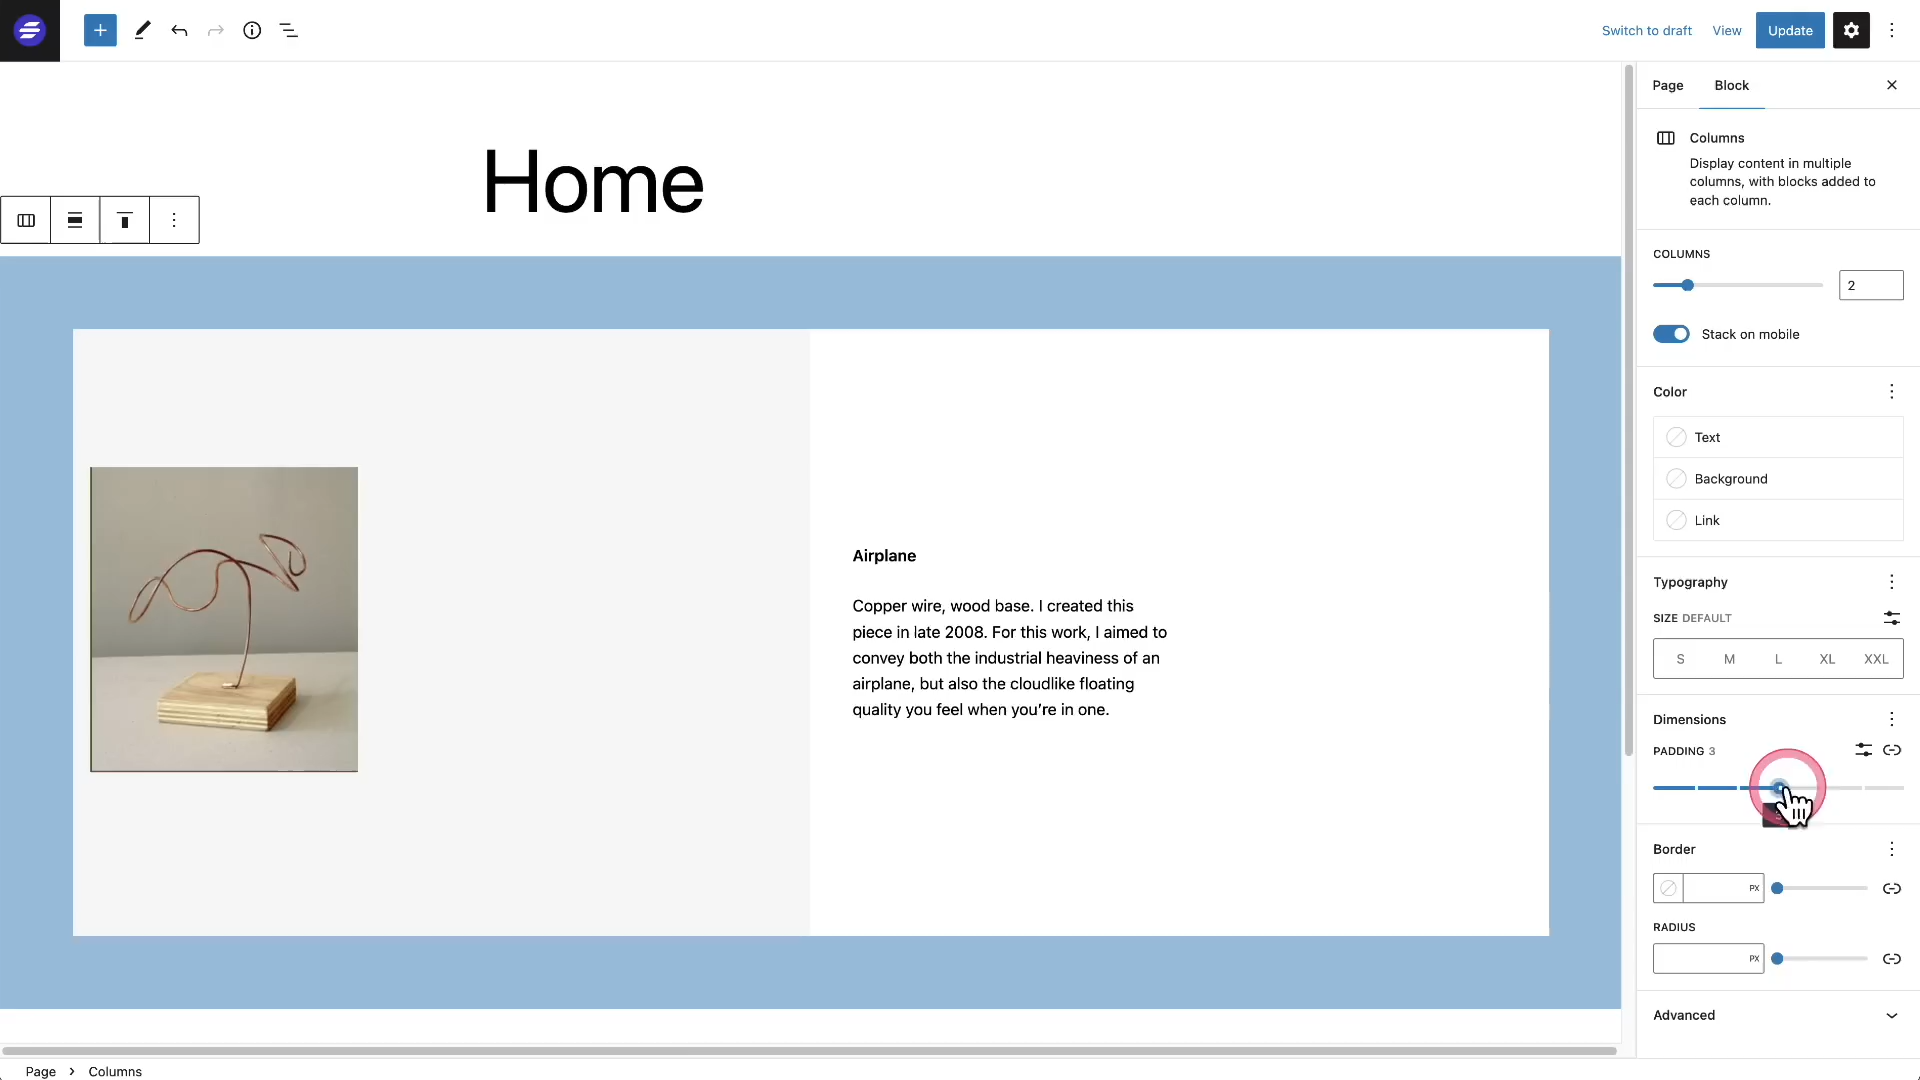 Switch to draft
View
Update
Page
Block
Columns
Display content in multiple
columns, with blocks added to
each column.
Home
COLUMNS
2
Stack on mobile
Color
Text
Background
Link
Airplane
Copper wire, wood base. I created this
piece in late 2008. For this work, I aimed to
convey both the industrial heaviness of an
airplane, but also the cloudlike floating
quality you feel when you’re in one.
Typography
SIZE DEFAULT
S M L XL XXL
Dimensions
PADDING 3
Border
PX
RADIUS
PX
Advanced
Page > Columns